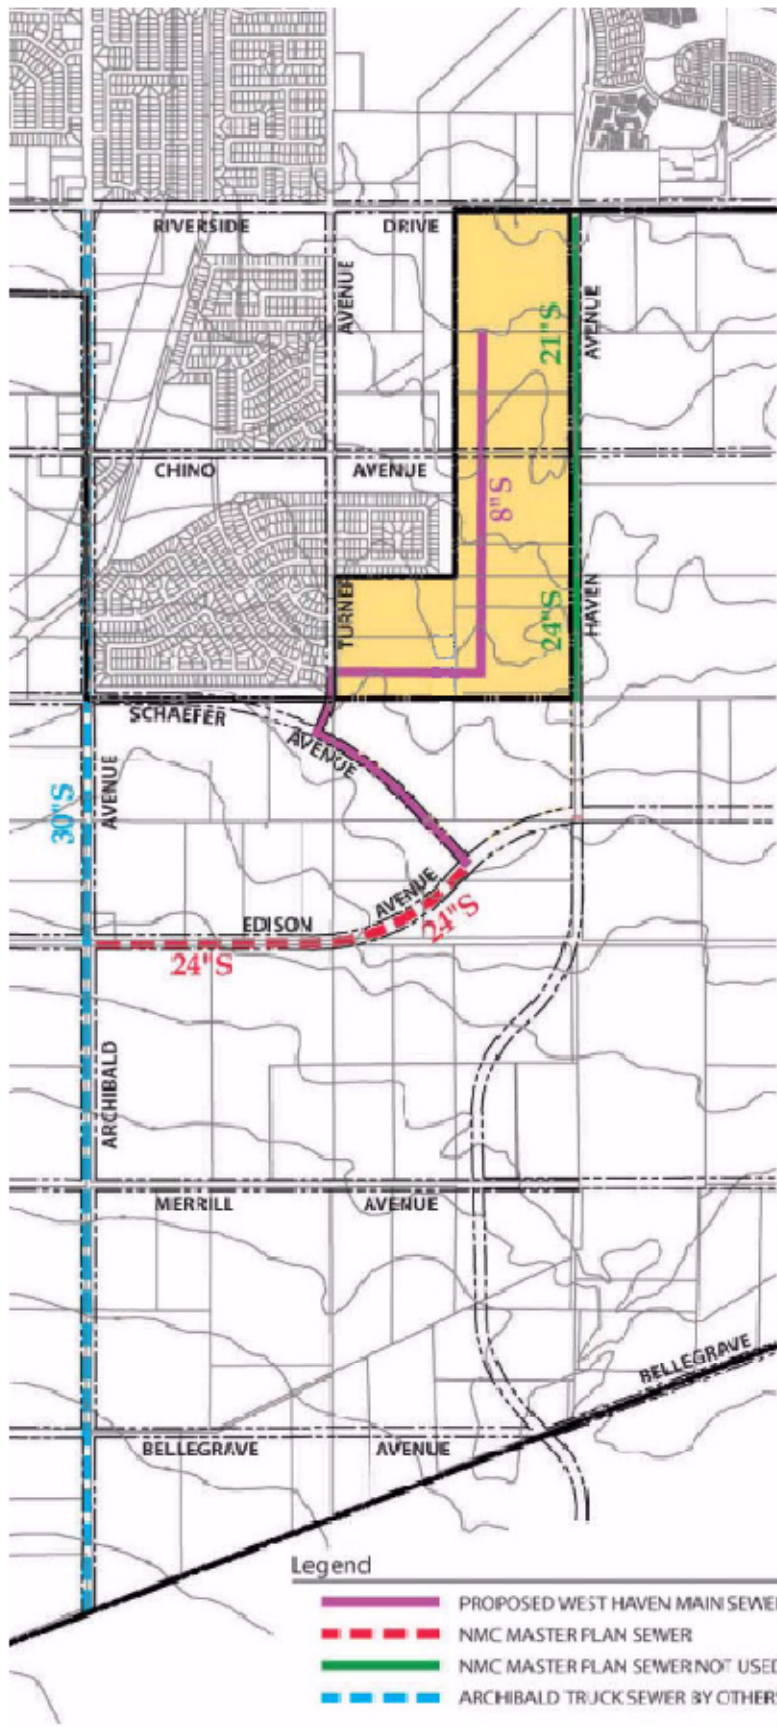 RIVERSIDE DRIVE
AVENUE
AVENUE
21"S
CHINO AVENUE
8"S
24"S
HAVEN
TURNER
SCHAEFER
AVENUE
30"S
AVENUE
AVENUE
EDISON
24"S
24"S
ARCHIBALD
MERRILL AVENUE
BELLEGRAVE
BELLEGRAVE AVENUE
Legend
PROPOSED WEST HAVEN MAIN SEWE
NMC MASTER PLAN SEWER
NMC MASTER PLAN SEWER NOT USED
ARCHIBALD TRUCK SEWER BY OTHERS